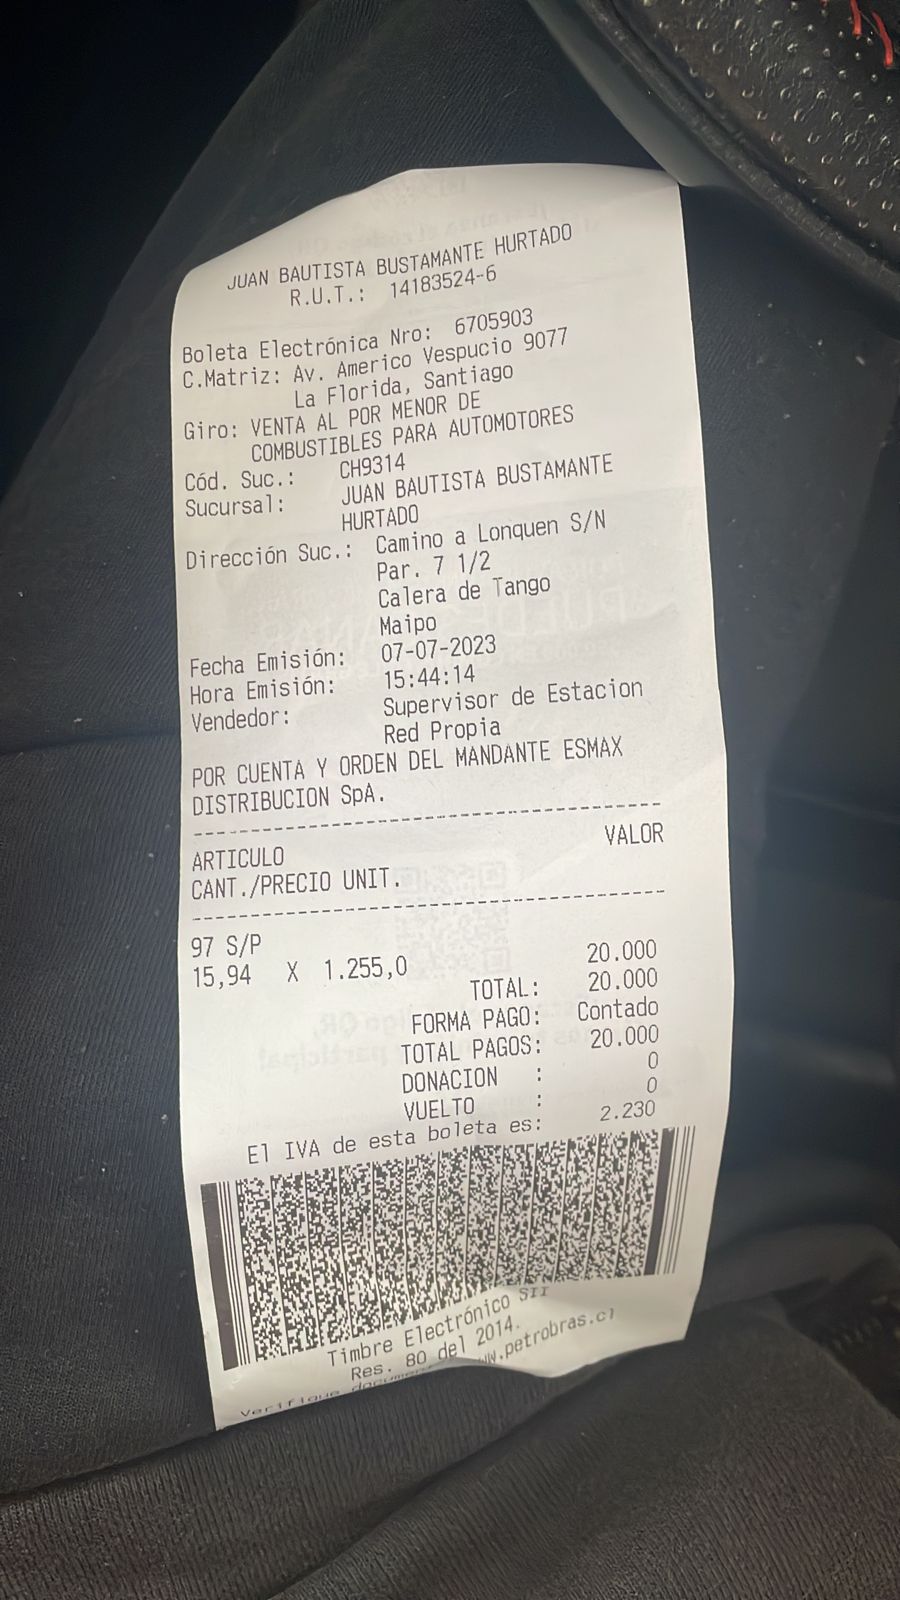 JUAN BAUTISTA BUSTAMANTE HURTADO
R.U.T.: 14183524-6
Boleta Electrónica Nro: 6705903
C.Matriz: Av. Americo Vespucio 9077
La Florida, Santiago
Giro: VENTA AL POR MENOR DE
COMBUSTIBLES PARA AUTOMOTORES
Cód. Suc.: CH9314
Sucursal: JUAN BAUTISTA BUSTAMANTE
HURTADO
Dirección Suc.: Camino a Lonquen S/N
Par. 7 1/2
Calera de Tango
Maipo
Fecha Emisión: 07-07-2023
Hora Emisión: 15:44:14
Vendedor: Supervisor de Estacion
Red Propia
POR CUENTA Y ORDEN DEL MANDANTE ESMAX
DISTRIBUCION SpA.
ARTICULO VALOR
CANT./PRECIO UNIT.
97 S/P
15,94 X 1.255,0 20.000
TOTAL: 20.000
FORMA PAGO: Contado
TOTAL PAGOS: 20.000
DONACION : 0
VUELTO : 0
El IVA de esta boleta es: 2.230
Timbre Electrónico SII
Res. 80 del 2014.
Verifique www.petrobras.cl